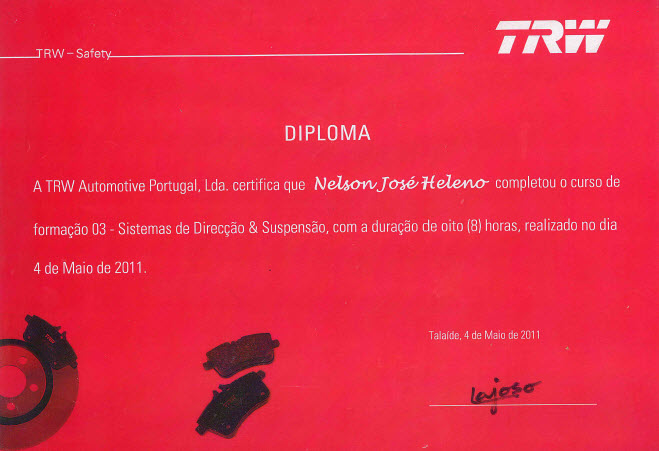 TRW – Safety
TRW
DIPLOMA
A TRW Automotive Portugal, Lda. certifica que Nelson José Heleno completou o curso de
formação 03 - Sistemas de Direcção & Suspensão, com a duração de oito (8) horas, realizado no dia
4 de Maio de 2011.
Talaíde, 4 de Maio de 2011